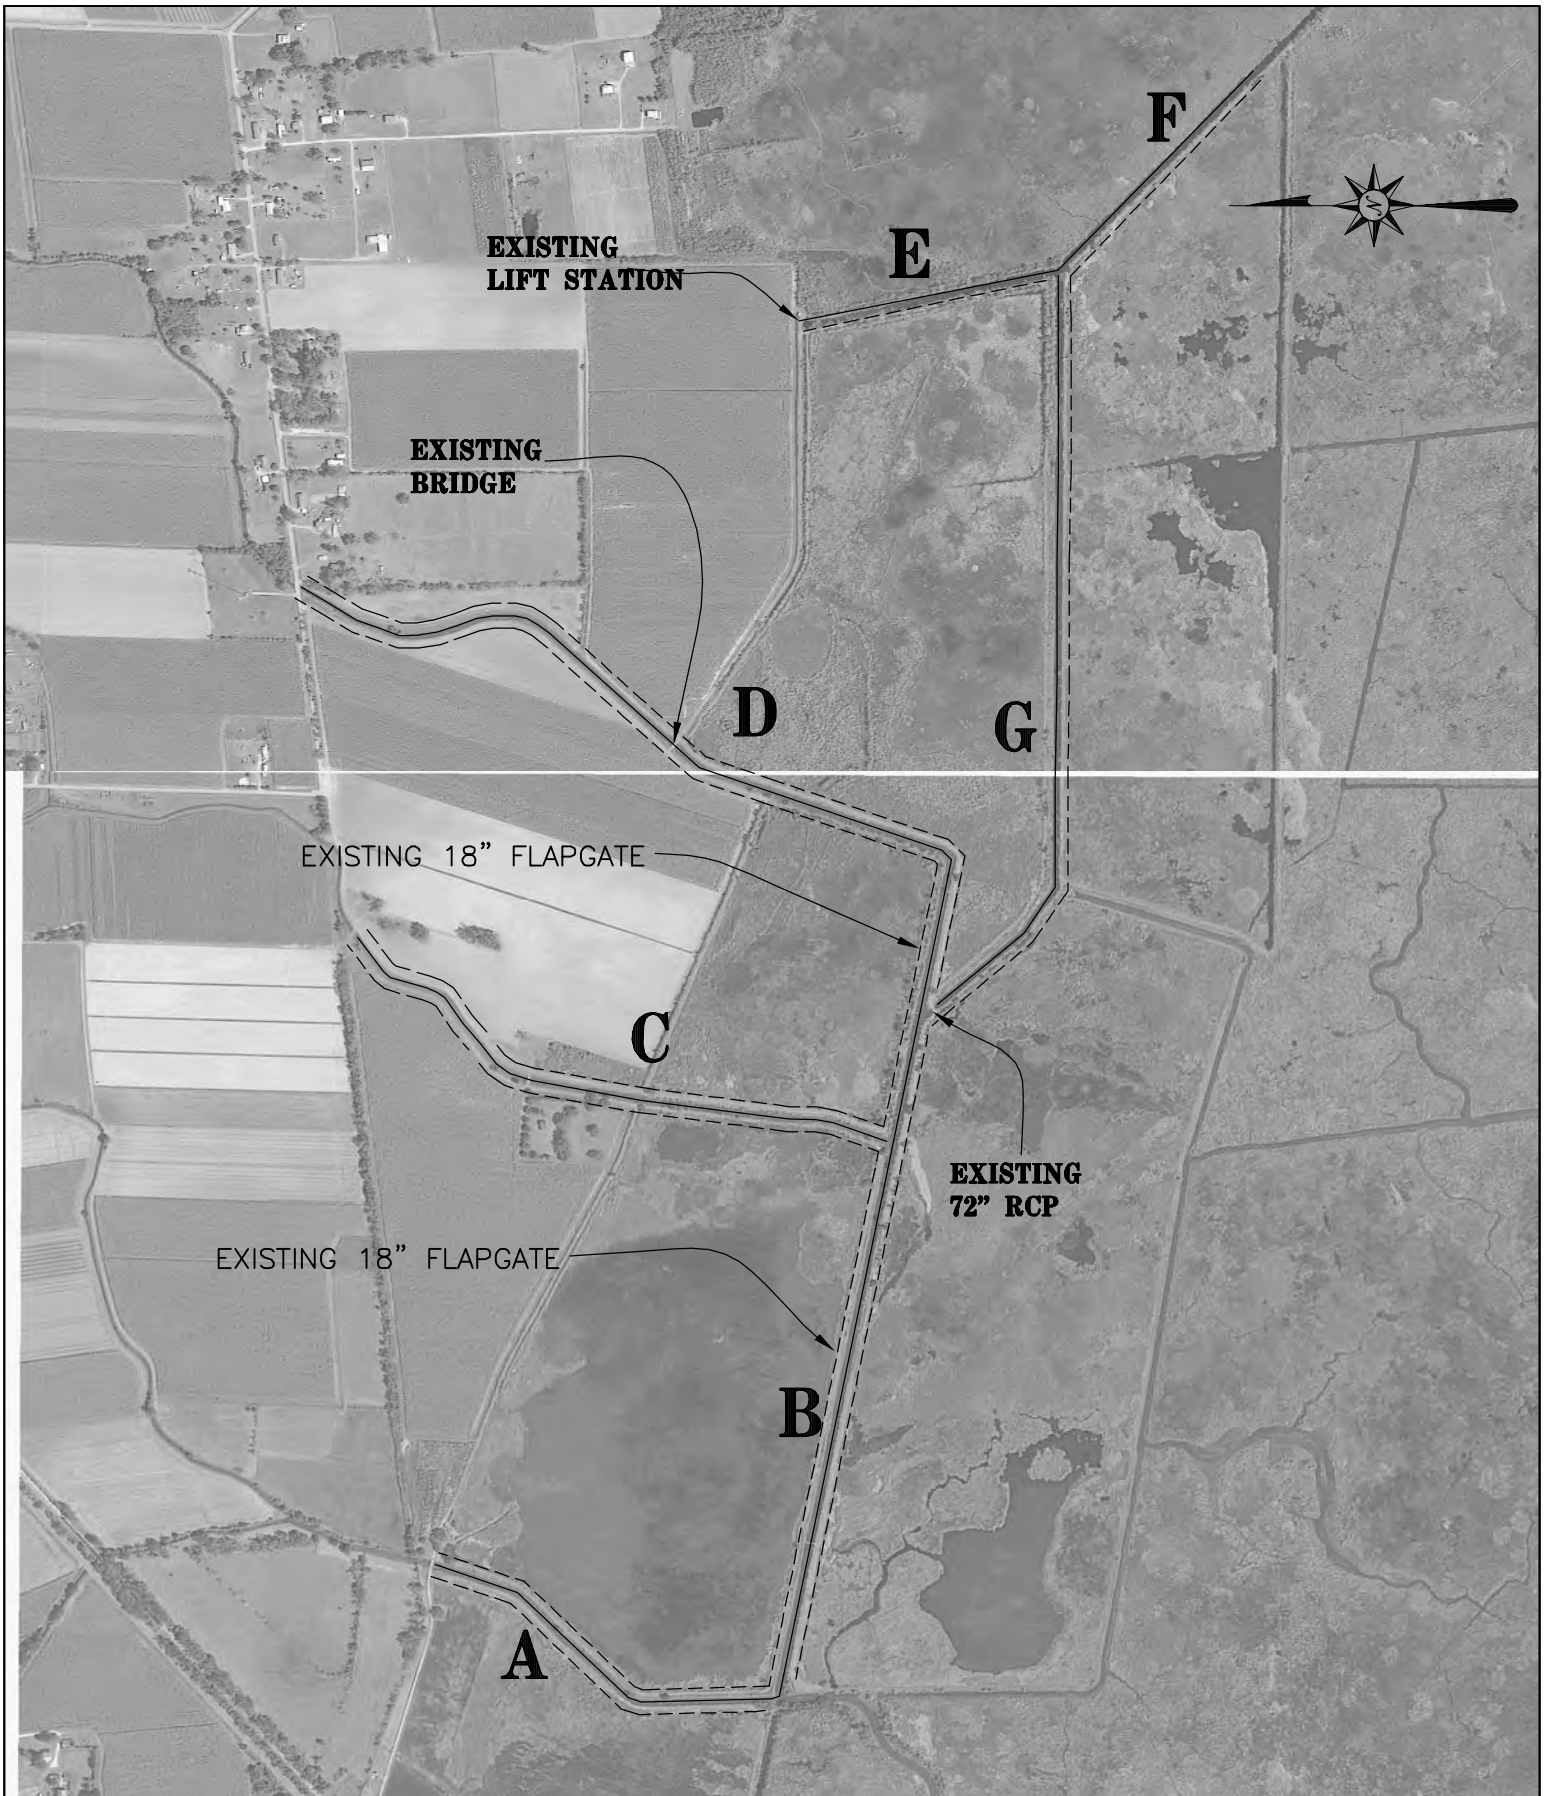 F
E
EXISTING
LIFT STATION
N
EXISTING
BRIDGE
D
G
EXISTING 18” FLAPGATE
C
EXISTING
72” RCP
EXISTING 18” FLAPGATE
B
A